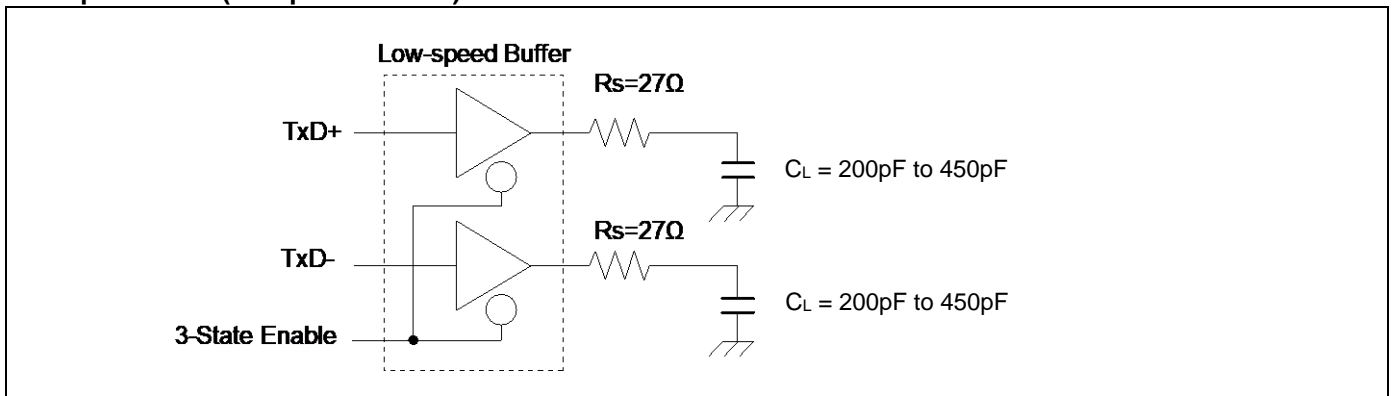 Low-speed Buffer
Rs=27Ω
TxD+
CL = 200pF to 450pF
Rs=27Ω
TxD-
CL = 200pF to 450pF
3-State Enable